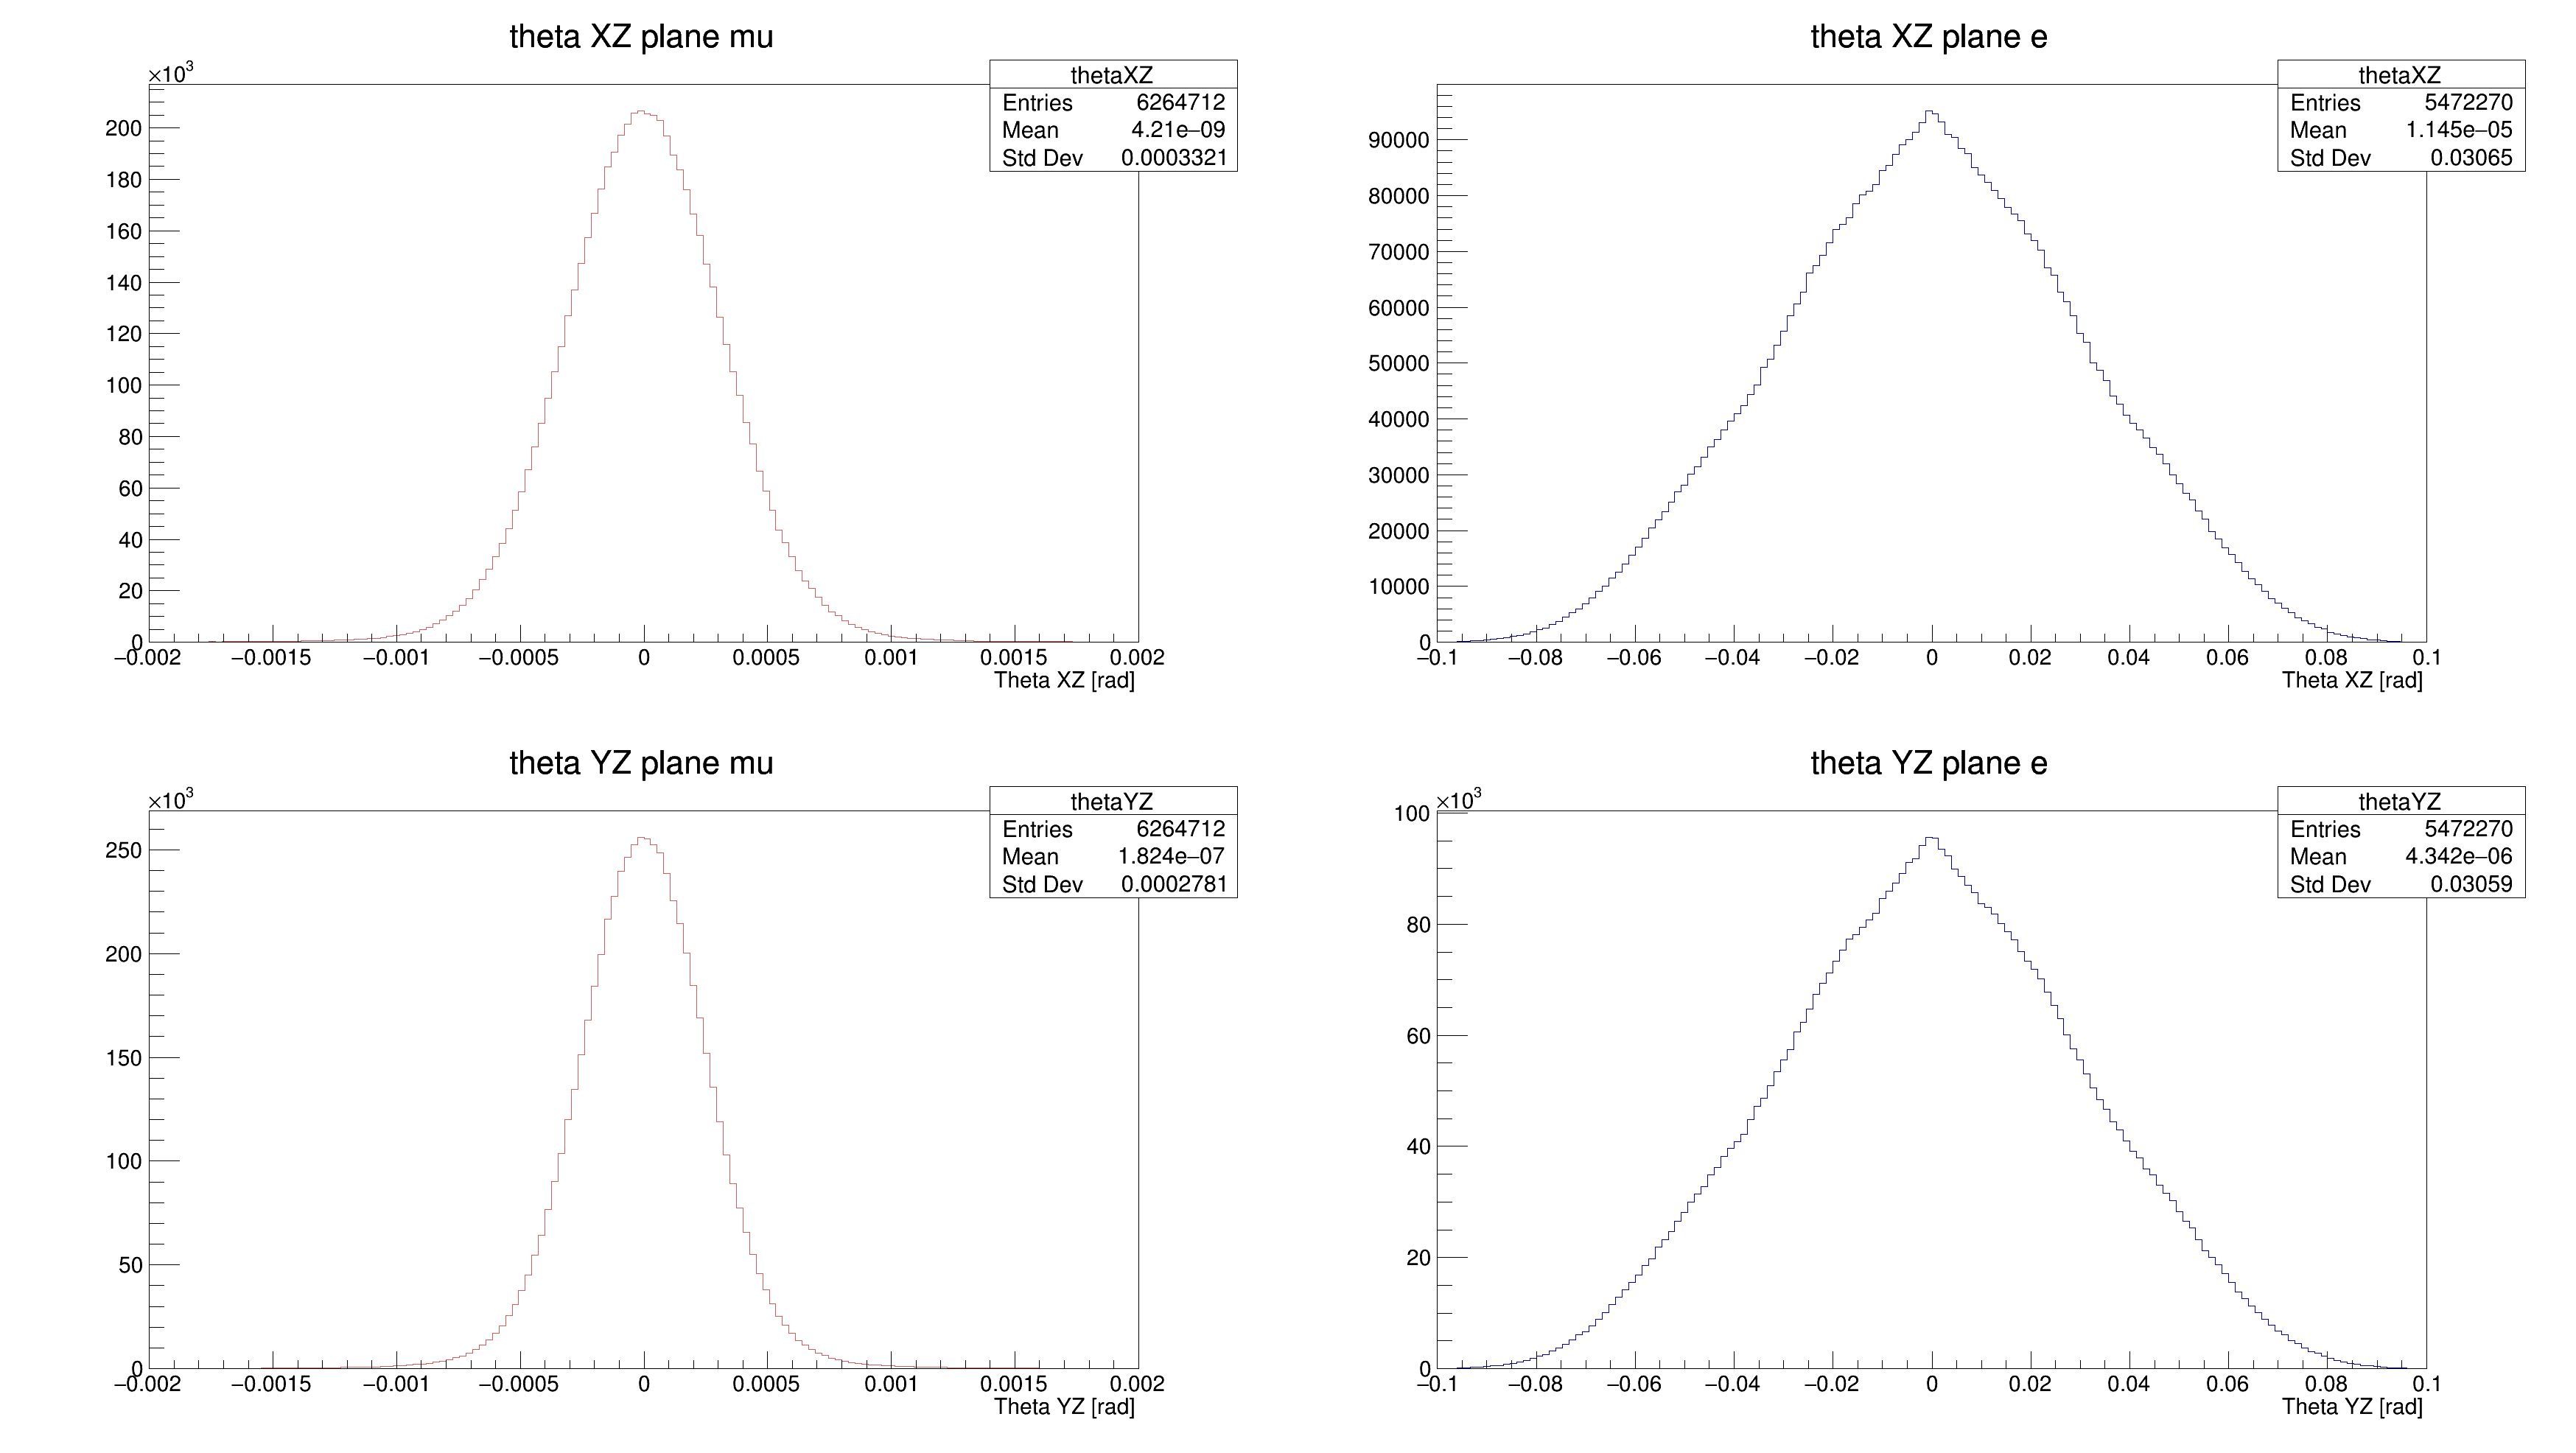 theta XZ plane mu
×10³
thetaXZ
Entries 6264712
Mean 4.21e−09
Std Dev 0.0003321
200
180
160
140
120
100
80
60
40
20
0
−0.002 −0.0015 −0.001 −0.0005 0 0.0005 0.001 0.0015 0.002
Theta XZ [rad]
theta XZ plane e
thetaXZ
Entries 5472270
Mean 1.145e−05
Std Dev 0.03065
90000
80000
70000
60000
50000
40000
30000
20000
10000
0
−0.1 −0.08 −0.06 −0.04 −0.02 0 0.02 0.04 0.06 0.08 0.1
Theta XZ [rad]
theta YZ plane mu
×10³
thetaYZ
Entries 6264712
Mean 1.824e−07
Std Dev 0.0002781
250
200
150
100
50
0
−0.002 −0.0015 −0.001 −0.0005 0 0.0005 0.001 0.0015 0.002
Theta YZ [rad]
theta YZ plane e
×10³
thetaYZ
Entries 5472270
Mean 4.342e−06
Std Dev 0.03059
100
80
60
40
20
0
−0.1 −0.08 −0.06 −0.04 −0.02 0 0.02 0.04 0.06 0.08 0.1
Theta YZ [rad]